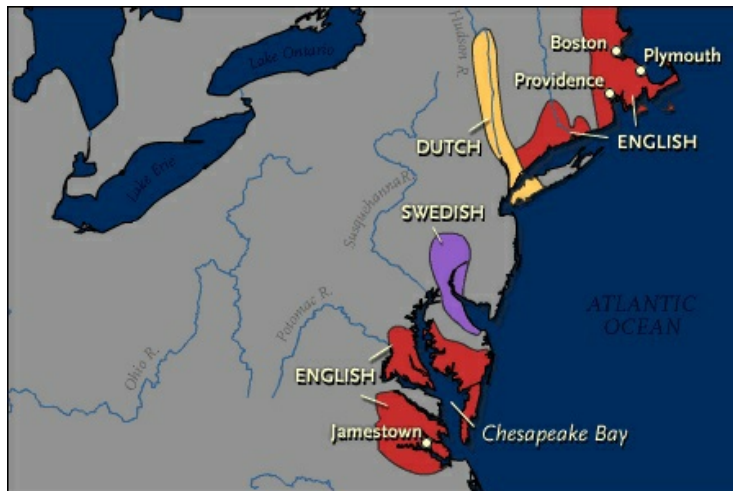 Hudson R.
Boston
Plymouth
Lake Ontario
Providence
DUTCH
ENGLISH
Lake Erie
Susquehanna R.
SWEDISH
Potomac R.
ATLANTIC
OCEAN
Ohio R.
ENGLISH
Jamestown
Chesapeake Bay